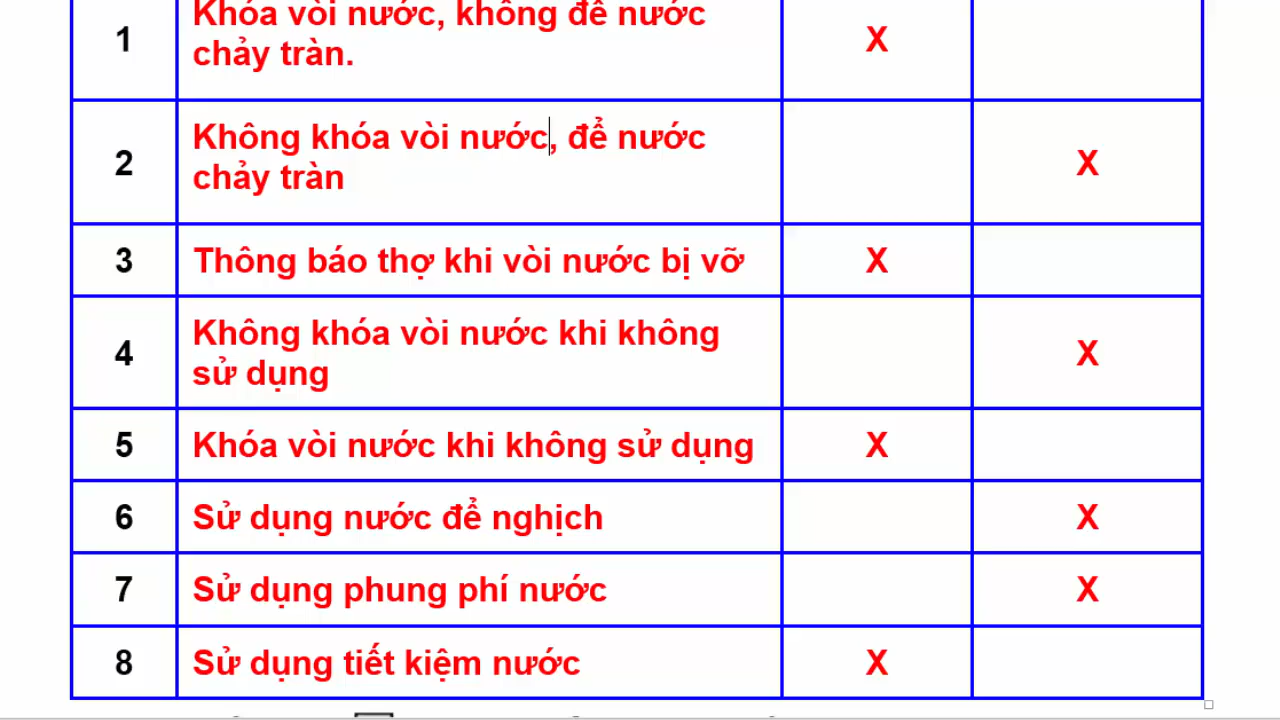 1 Khóa vòi nước, không để nước
chảy tràn. X
2 Không khóa vòi nước, để nước
chảy tràn X
3 Thông báo thợ khi vòi nước bị vỡ X
4 Không khóa vòi nước khi không
sử dụng X
5 Khóa vòi nước khi không sử dụng X
6 Sử dụng nước để nghịch X
7 Sử dụng phung phí nước X
8 Sử dụng tiết kiệm nước X